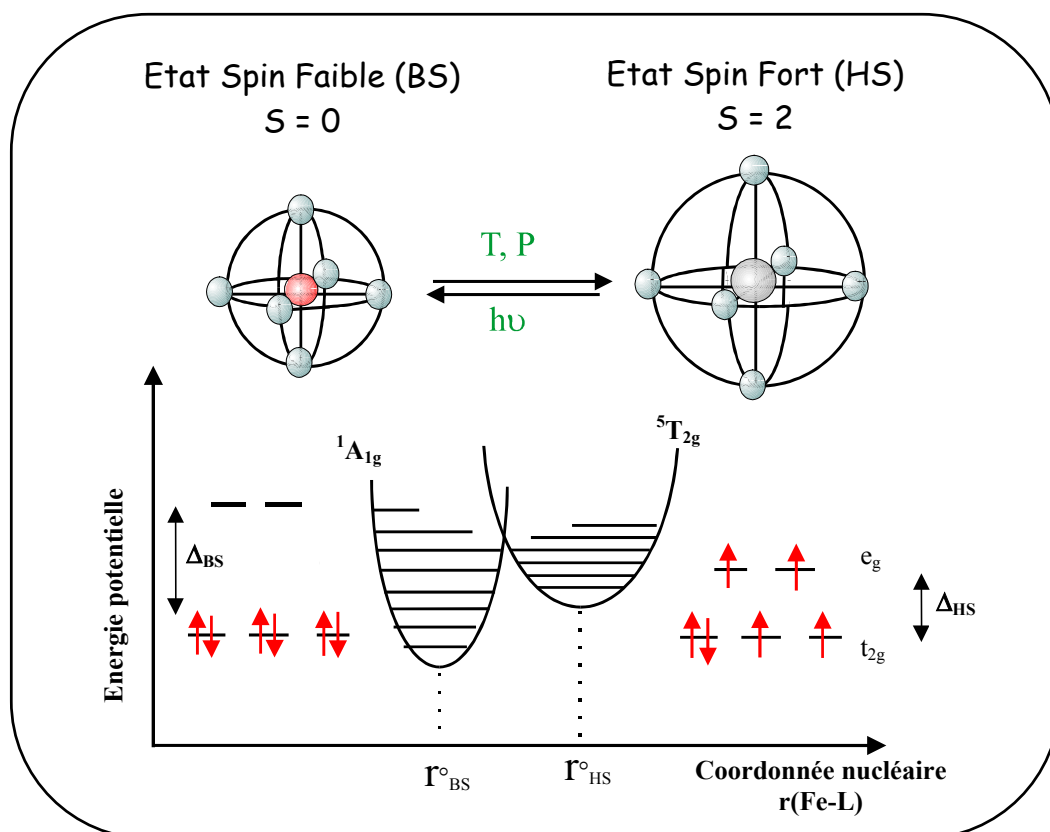 Etat Spin Faible (BS)
S = 0
Etat Spin Fort (HS)
S = 2
T, P
hυ
Energie potentielle
¹A₁g
⁵T₂g
Δ_BS
e_g
Δ_HS
t₂g
r°_BS
r°_HS
Coordonnée nucléaire
r(Fe-L)